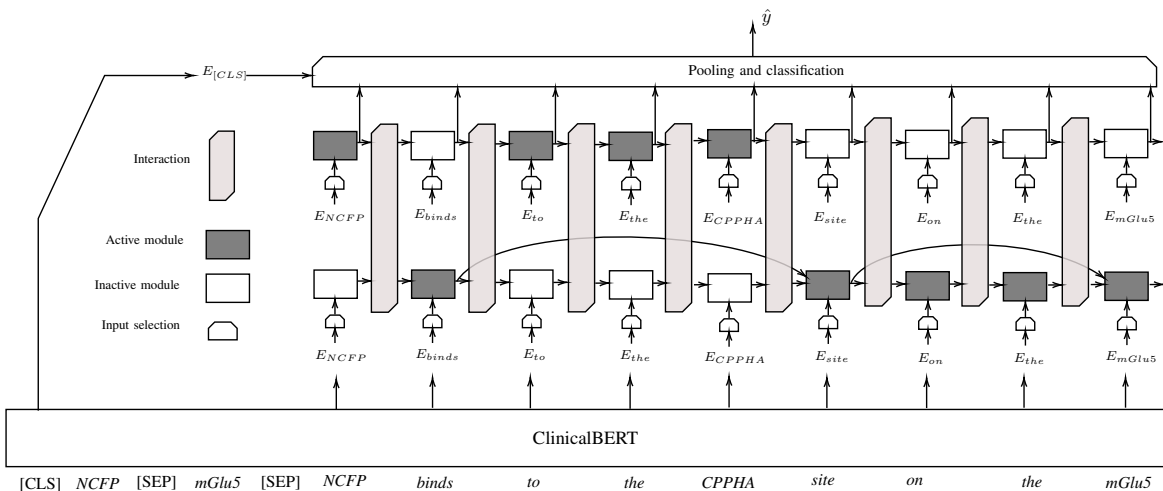 ŷ
Pooling and classification
E[CLS]
Interaction
E_NCFP E_binds E_to E_the E_CPPHA E_site E_on E_the E_mGlu5
Active module
Inactive module
Input selection
E_NCFP E_binds E_to E_the E_CPPHA E_site E_on E_the E_mGlu5
ClinicalBERT
[CLS] NCFP [SEP] mGlu5 [SEP] NCFP binds to the CPPHA site on the mGlu5